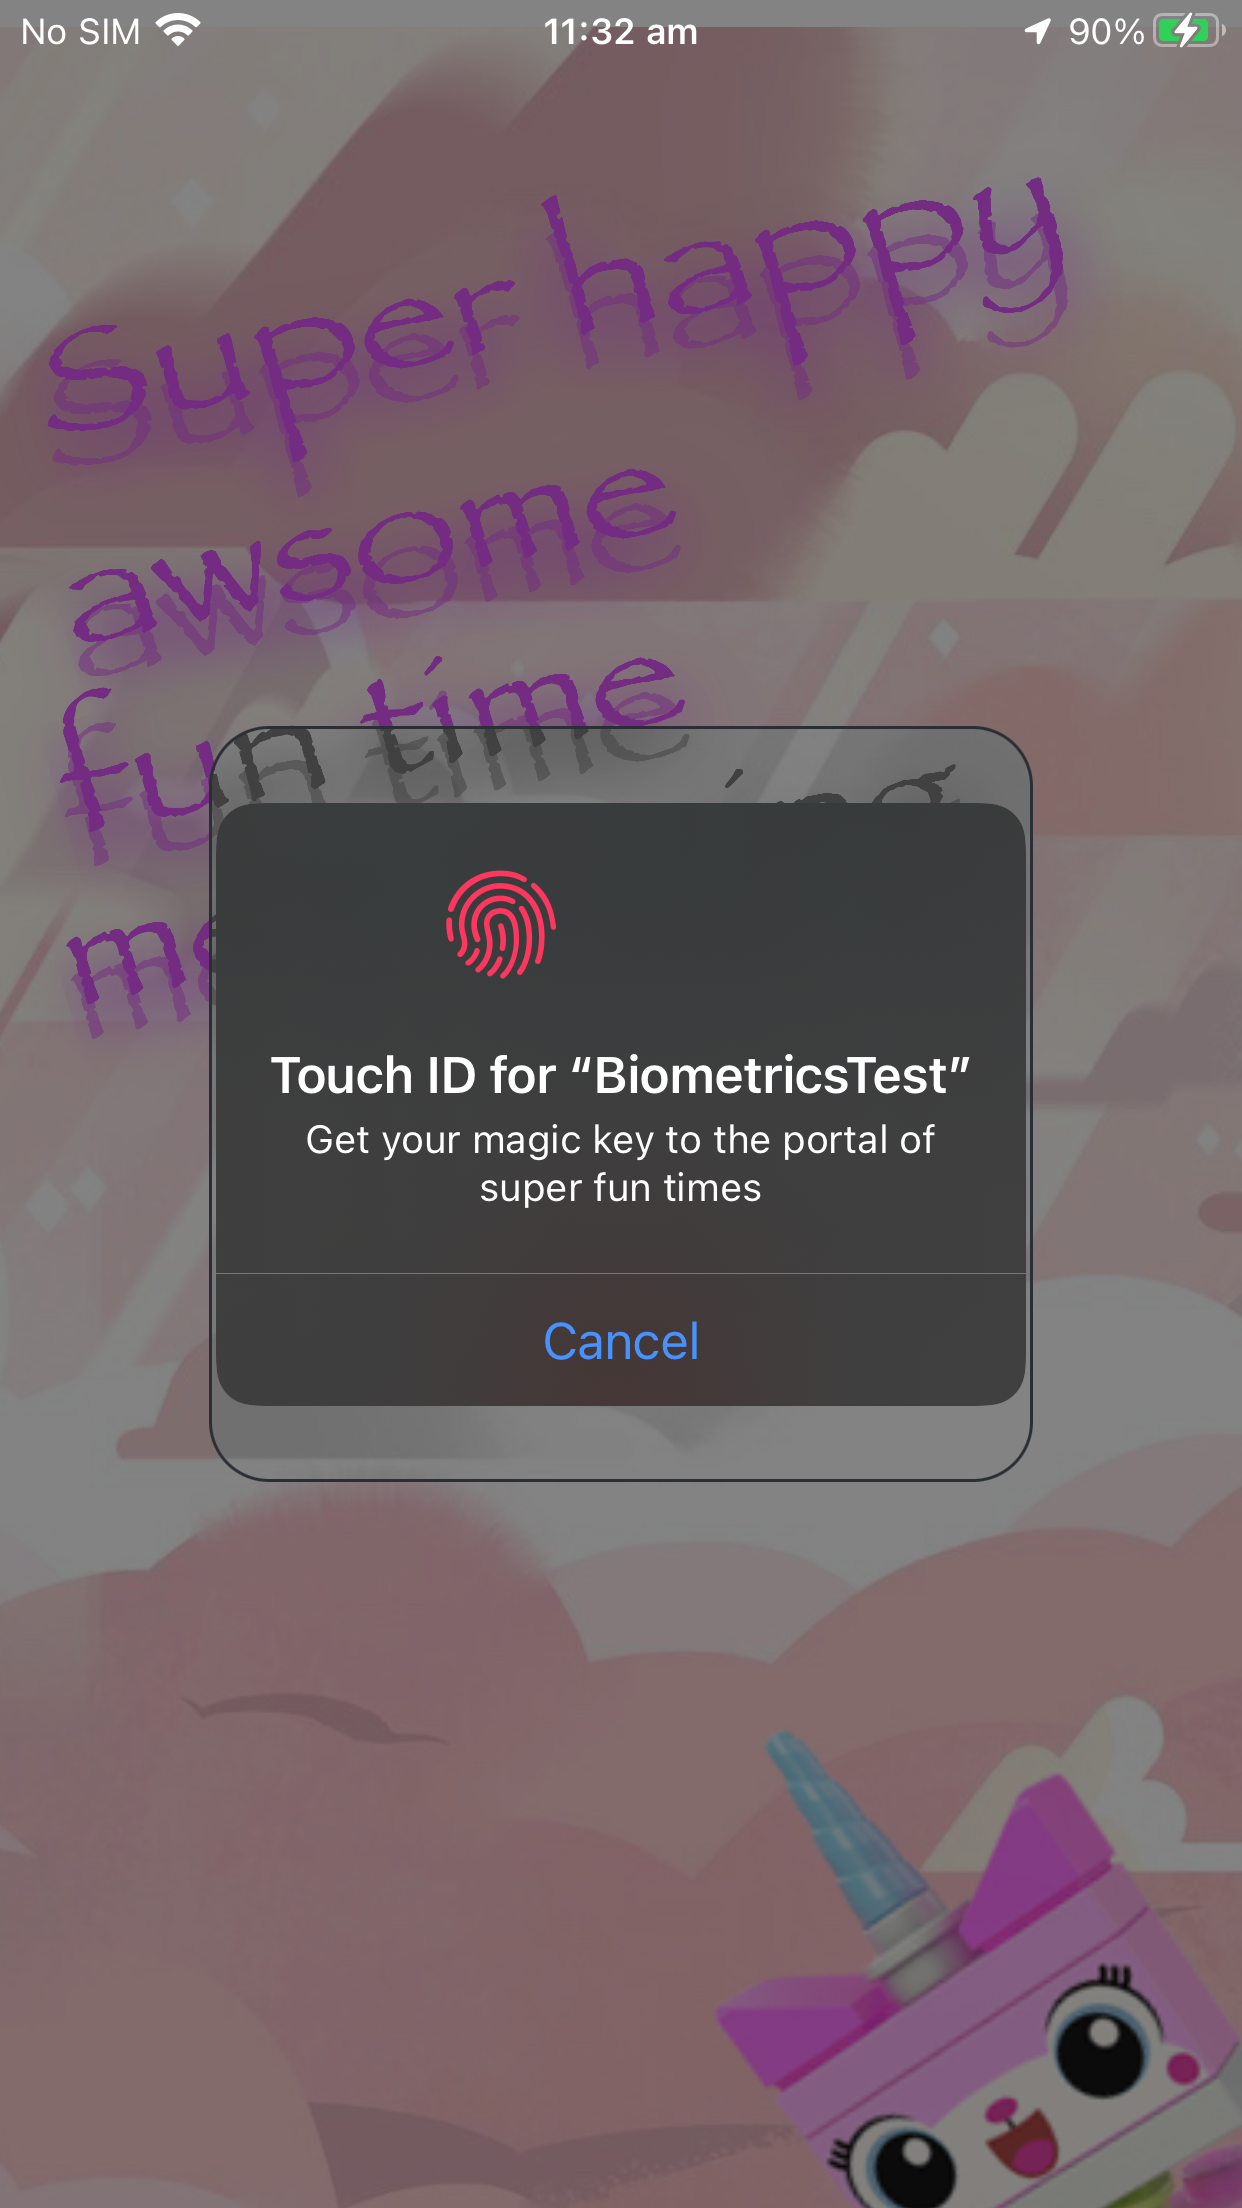 No SIM 11:32 am 90%
super happy
awsome
fun time
Touch ID for “BiometricsTest”
Get your magic key to the portal of
super fun times
Cancel